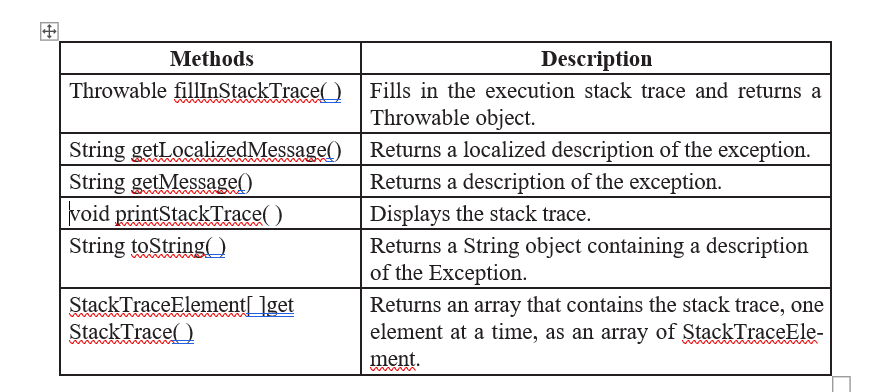 Methods Description
Throwable fillInStackTrace( ) Fills in the execution stack trace and returns a
Throwable object.
String getLocalizedMessage() Returns a localized description of the exception.
String getMessage() Returns a description of the exception.
void printStackTrace( ) Displays the stack trace.
String toString( ) Returns a String object containing a description
of the Exception.
StackTraceElement[ ]get Returns an array that contains the stack trace, one
StackTrace( ) element at a time, as an array of StackTraceEle-
ment.